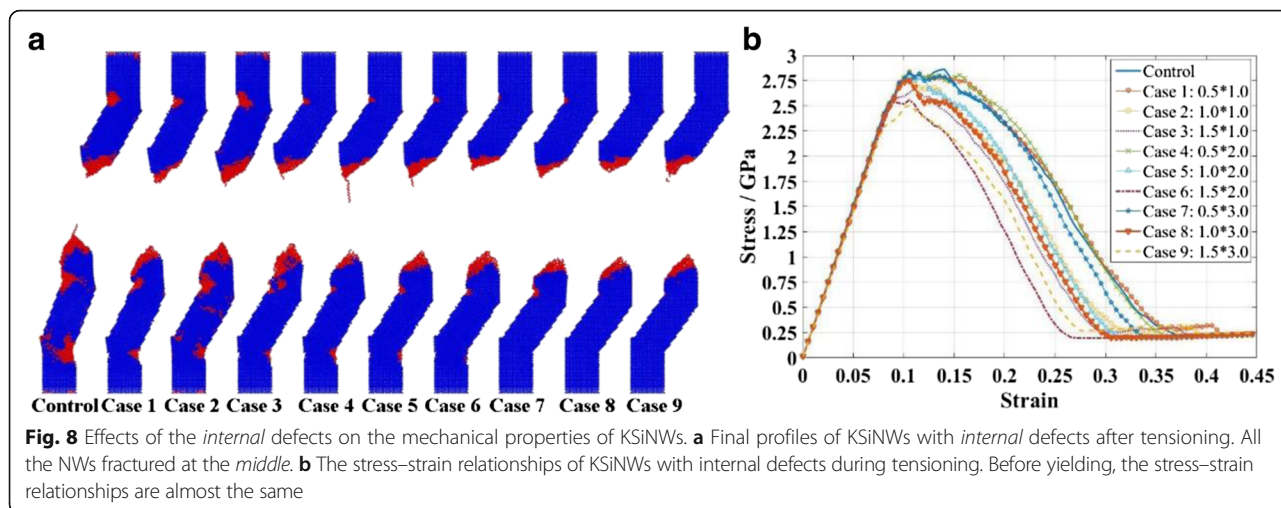 a
Control Case 1 Case 2 Case 3 Case 4 Case 5 Case 6 Case 7 Case 8 Case 9
b
Stress / GPa
3
2.75
2.5
2.25
2
1.75
1.5
1.25
1
0.75
0.5
0.25
0
0 0.05 0.1 0.15 0.2 0.25 0.3 0.35 0.4 0.45
Strain
Control
Case 1: 0.5*1.0
Case 2: 1.0*1.0
Case 3: 1.5*1.0
Case 4: 0.5*2.0
Case 5: 1.0*2.0
Case 6: 1.5*2.0
Case 7: 0.5*3.0
Case 8: 1.0*3.0
Case 9: 1.5*3.0
Fig. 8 Effects of the internal defects on the mechanical properties of KSiNWs. a Final profiles of KSiNWs with internal defects after tensioning. All
the NWs fractured at the middle. b The stress–strain relationships of KSiNWs with internal defects during tensioning. Before yielding, the stress–strain
relationships are almost the same